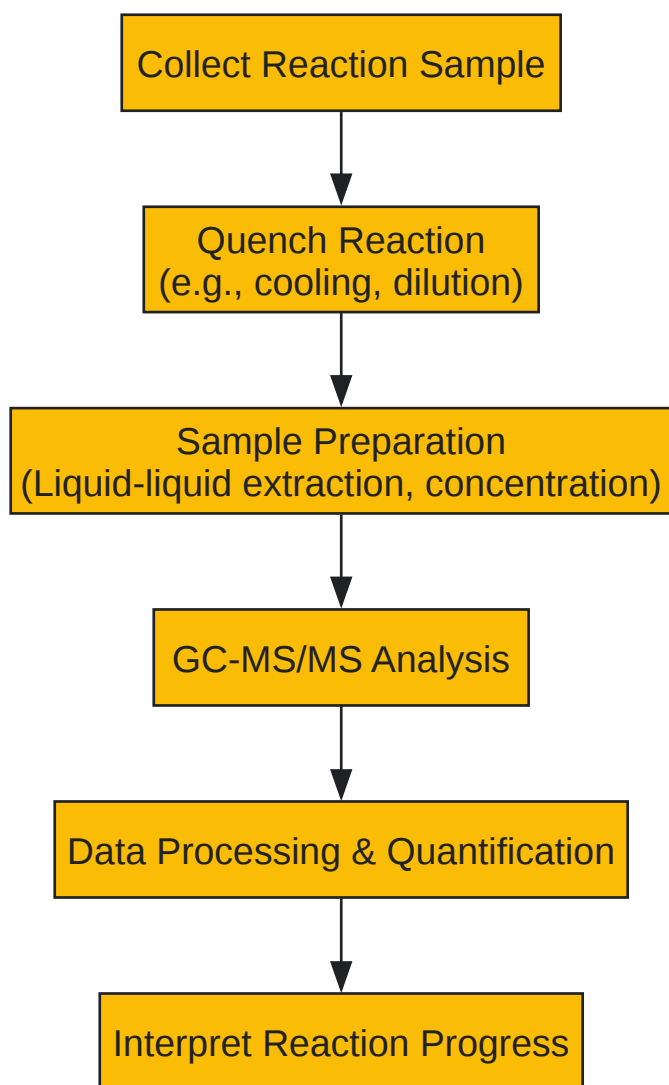 Collect Reaction Sample
Quench Reaction
(e.g., cooling, dilution)
Sample Preparation
(Liquid-liquid extraction, concentration)
GC-MS/MS Analysis
Data Processing & Quantification
Interpret Reaction Progress